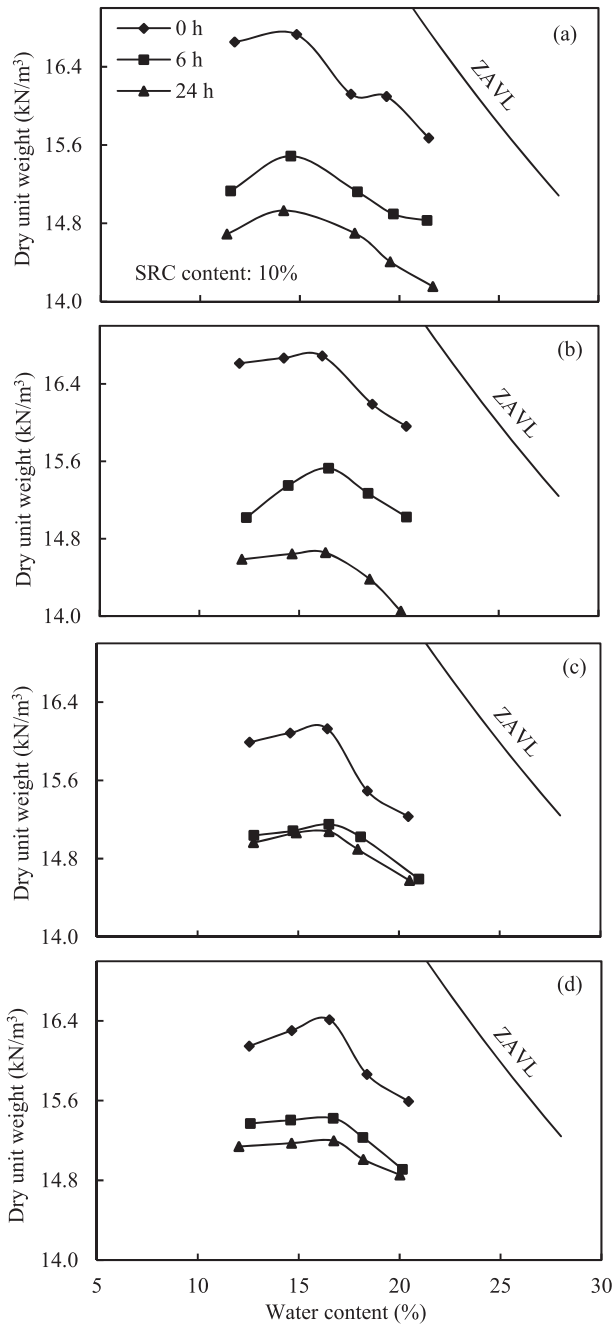 0 h
6 h
24 h
(a)
ZAVL
SRC content: 10%
Dry unit weight (kN/m³)
16.4
15.6
14.8
14.0
(b)
ZAVL
Dry unit weight (kN/m³)
16.4
15.6
14.8
14.0
(c)
ZAVL
Dry unit weight (kN/m³)
16.4
15.6
14.8
14.0
(d)
ZAVL
Dry unit weight (kN/m³)
16.4
15.6
14.8
14.0
5 10 15 20 25 30
Water content (%)